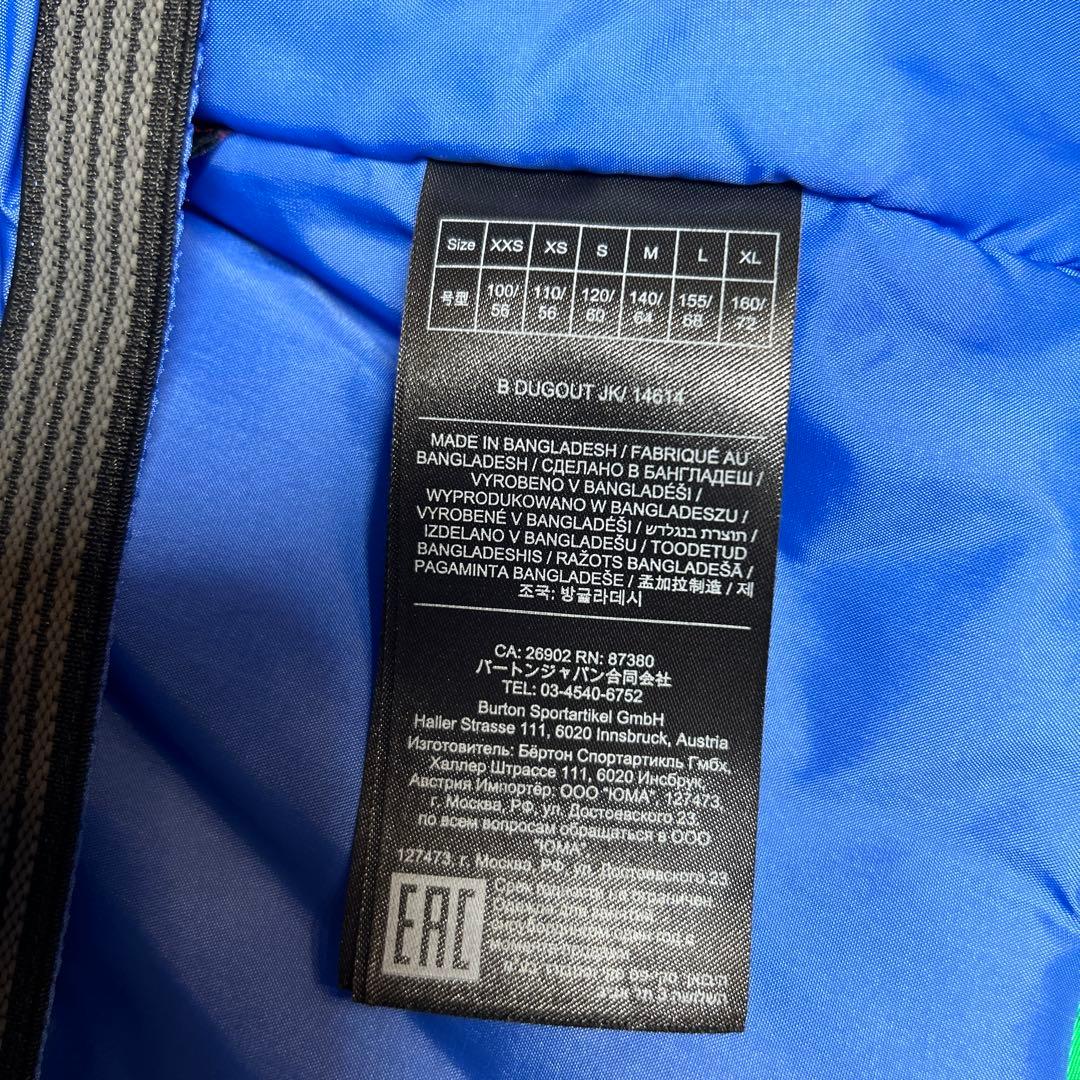 Size XXS XS S M L XL
号型 100/56 110/56 120/60 140/64 155/68 160/72
B DUGOUT JK/ 14614
MADE IN BANGLADESH / FABRIQUÉ AU
BANGLADESH / СДЕЛАНО В БАНГЛАДЕШ /
VYROBENO V BANGLADÉŠI /
WYPRODUKOWANO W BANGLADESZU /
VYROBENÉ V BANGLADÉŠI / תוצרת בנגלדש /
IZDELANO V BANGLADEŠU / TOODETUD
BANGLADESHIS / RAŽOTS BANGLADEŠĀ /
PAGAMINTA BANGLADEŠE / 孟加拉制造 / 제
조국: 방글라데시
CA: 26902 RN: 87380
バートンジャパン合同会社
TEL: 03-4540-6752
Burton Sportartikel GmbH
Haller Strasse 111, 6020 Innsbruck, Austria
Изготовитель: Бёртон Спортартикль Гмбх,
Халлер Штрассе 111, 6020 Инсбрук,
Австрия Импортёр: ООО "ЮМА", 127473,
г. Москва, РФ, ул. Достоевского,23,
по всем вопросам обращаться в ООО
"ЮМА"
127473, г. Москва, РФ, ул. Достоевского,23
Срок годности не ограничен
EAC